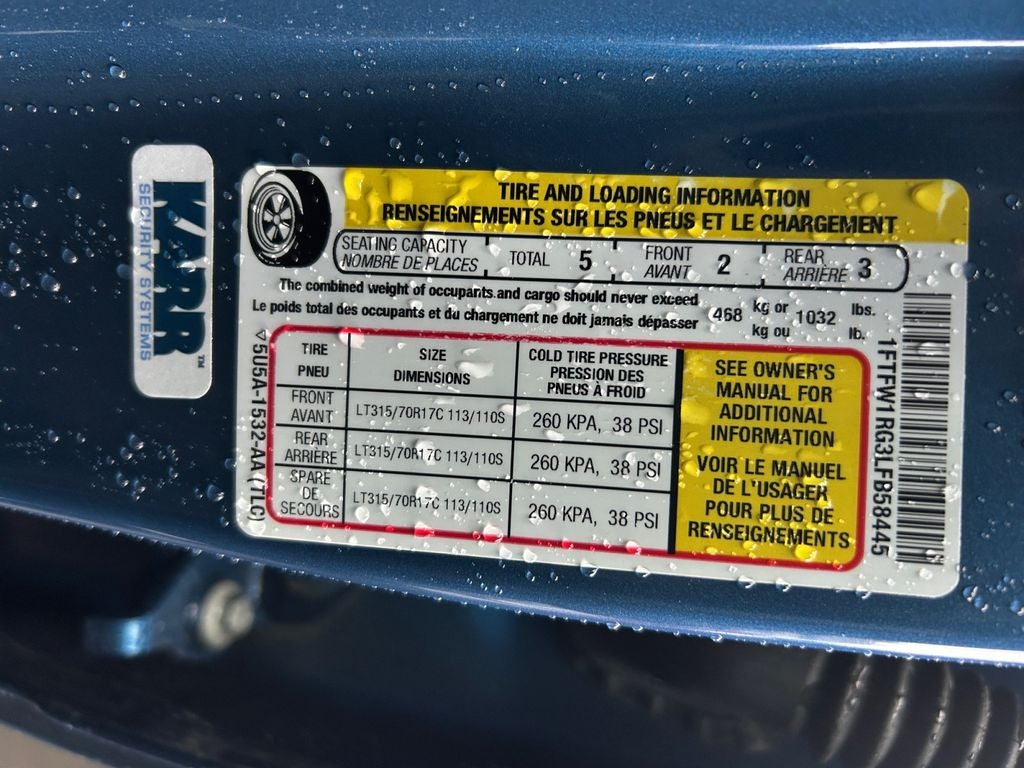 KARR™
SECURITY SYSTEMS
TIRE AND LOADING INFORMATION
RENSEIGNEMENTS SUR LES PNEUS ET LE CHARGEMENT
SEATING CAPACITY
NOMBRE DE PLACES
TOTAL 5
FRONT
AVANT 2
REAR
ARRIÈRE 3
The combined weight of occupants and cargo should never exceed
Le poids total des occupants et du chargement ne doit jamais dépasser
468 kg or 1032 lbs.
kg ou lb.
TIRE
PNEU
SIZE
DIMENSIONS
COLD TIRE PRESSURE
PRESSION DES
PNEUS À FROID
FRONT
AVANT
LT315/70R17C 113/110S
260 KPA, 38 PSI
REAR
ARRIÈRE
LT315/70R17C 113/110S
260 KPA, 38 PSI
SPARE
DE
SECOURS
LT315/70R17C 113/110S
260 KPA, 38 PSI
SEE OWNER'S
MANUAL FOR
ADDITIONAL
INFORMATION
VOIR LE MANUEL
DE L'USAGER
POUR PLUS DE
RENSEIGNEMENTS
▽5U5A-1532-AA (7LC)
1FTFW1RG3LFB58445